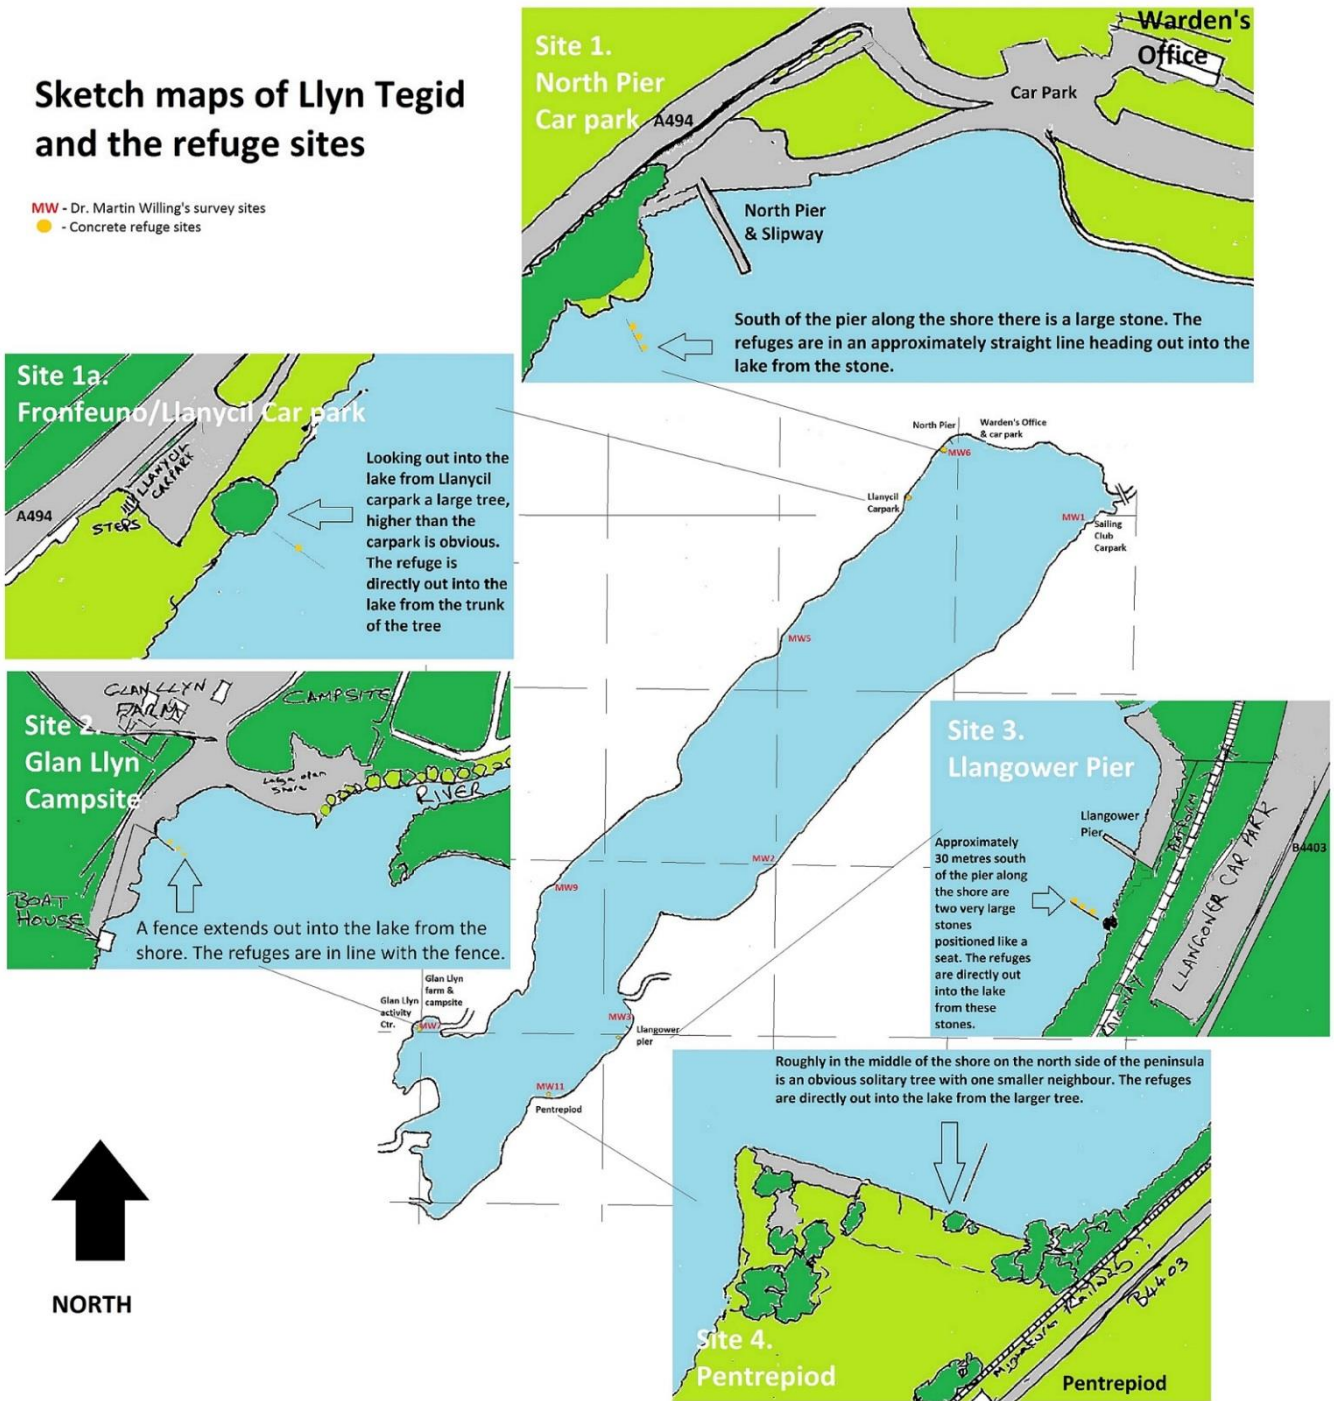 Sketch maps of Llyn Tegid
and the refuge sites
MW - Dr. Martin Willing's survey sites
- Concrete refuge sites
Site 1.
North Pier
Car park
A494
Warden's
Office
Car Park
North Pier
& Slipway
South of the pier along the shore there is a large stone. The
refuges are in an approximately straight line heading out into the
lake from the stone.
Site 1a.
Fronfeuno/Llanycil Car park
LLANYCIL
CARPARK
A494
STEPS
Looking out into the
lake from Llanycil
carpark a large tree,
higher than the
carpark is obvious.
The refuge is
directly out into the
lake from the trunk
of the tree
North Pier
Warden's Office
& car park
MW6
Llanycil
Carpark
MW1
Sailing
Club
Carpark
MW5
MW2
MW9
Site 2.
Glan Llyn
Campsite
GLAN LLYN
FARM
CAMPSITE
RIVER
BOAT
HOUSE
A fence extends out into the lake from the
shore. The refuges are in line with the fence.
Glan Llyn
activity
Ctr.
Glan Llyn
farm &
campsite
MW7
MW3
Llangower
pier
MW11
Pentrepiod
Site 3.
Llangower Pier
Llangower
Pier
PLATFORM
LLANGOWER CAR PARK
B4403
RAILWAY
Approximately
30 metres south
of the pier along
the shore are
two very large
stones
positioned like a
seat. The refuges
are directly out
into the lake
from these
stones.
Roughly in the middle of the shore on the north side of the peninsula
is an obvious solitary tree with one smaller neighbour. The refuges
are directly out into the lake from the larger tree.
Site 4.
Pentrepiod
B4403
Pentrepiod
NORTH